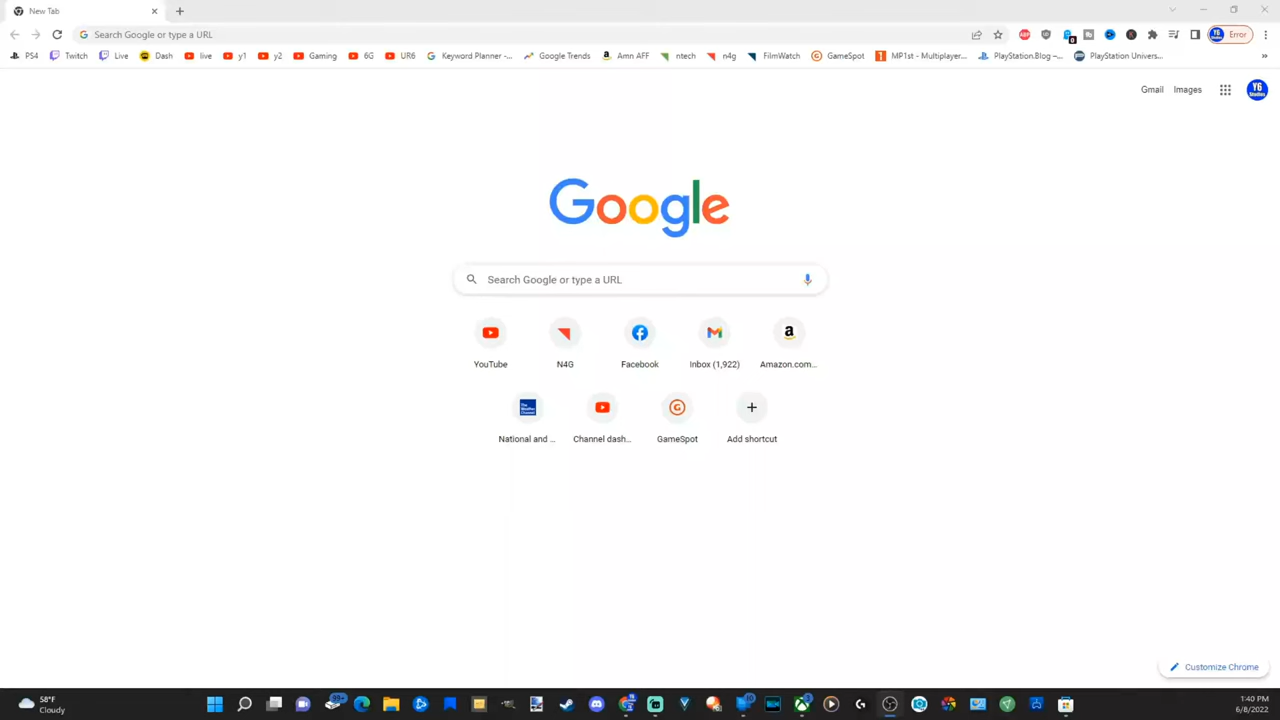 New Tab
Search Google or type a URL
Error
PS4
Twitch
Live
Dash
live
y1
y2
Gaming
6G
UR6
Keyword Planner -...
Google Trends
Amn AFF
ntech
n4g
FilmWatch
GameSpot
MP1st - Multiplayer...
PlayStation.Blog –...
PlayStation Univers...
Gmail
Images
Y6
Studios
Google
Search Google or type a URL
YouTube
N4G
Facebook
Inbox (1,922)
Amazon.com...
National and ...
Channel dash...
GameSpot
Add shortcut
Customize Chrome
58°F
Cloudy
99+
1:40 PM
6/8/2022